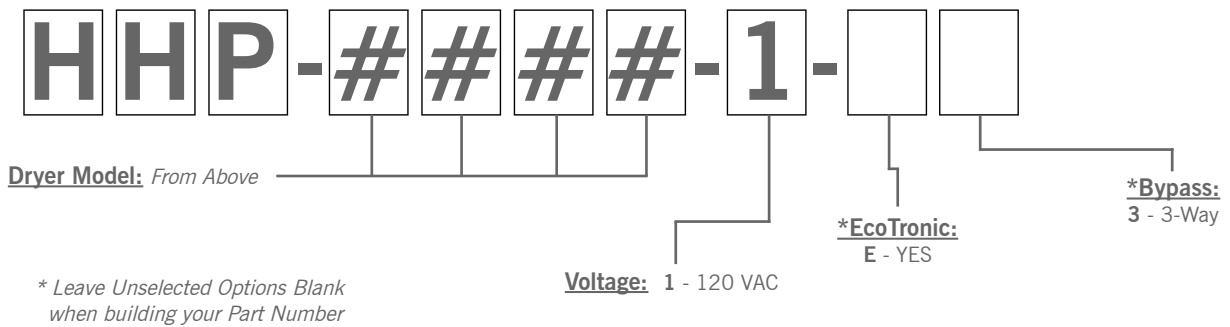 HHP-####-1-
Dryer Model: From Above
*Bypass:
3 - 3-Way
*EcoTronic:
E - YES
Voltage: 1 - 120 VAC
* Leave Unselected Options Blank
when building your Part Number